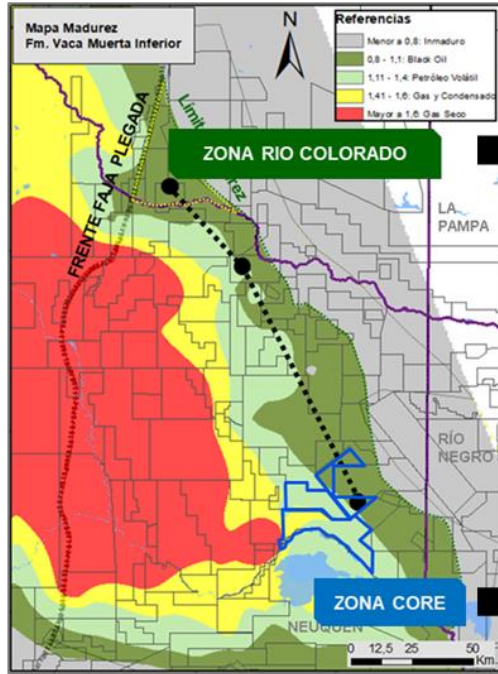 Mapa Madurez
Fm. Vaca Muerta Inferior
N
Referencias
Menor a 0,8: Inmaduro
0,8 - 1,1: Black Oil
1,11 - 1,4: Petróleo Volátil
1,41 - 1,6: Gas y Condensado
Mayor a 1,6: Gas Seco
ZONA RIO COLORADO
FRENTE FAJA PLEGADA
LA
PAMPA
RÍO
NEGRO
ZONA CORE
NEUQUÉN
0 12,5 25 50
Km.